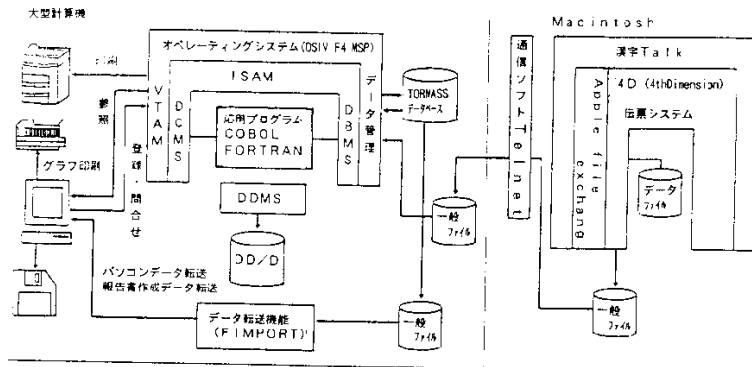 大型計算機
オペレーティングシステム(OSIV F4 MSP)
印刷
ISAM
VTAM
DCMS
応用プログラム
COBOL
FORTRAN
DBMS
データ管理
TORMASS
データベース
参照
登録・問合せ
グラフ印刷
DDMS
DD/D
一般
ファイル
パソコンデータ転送
報告書作成データ転送
データ転送機能
(FIMPORT)
一般
ファイル
通信ソフトTelnet
Macintosh
漢字Talk
Apple file exchang
4D (4thDimension)
伝票システム
データ
ファイル
一般
ファイル